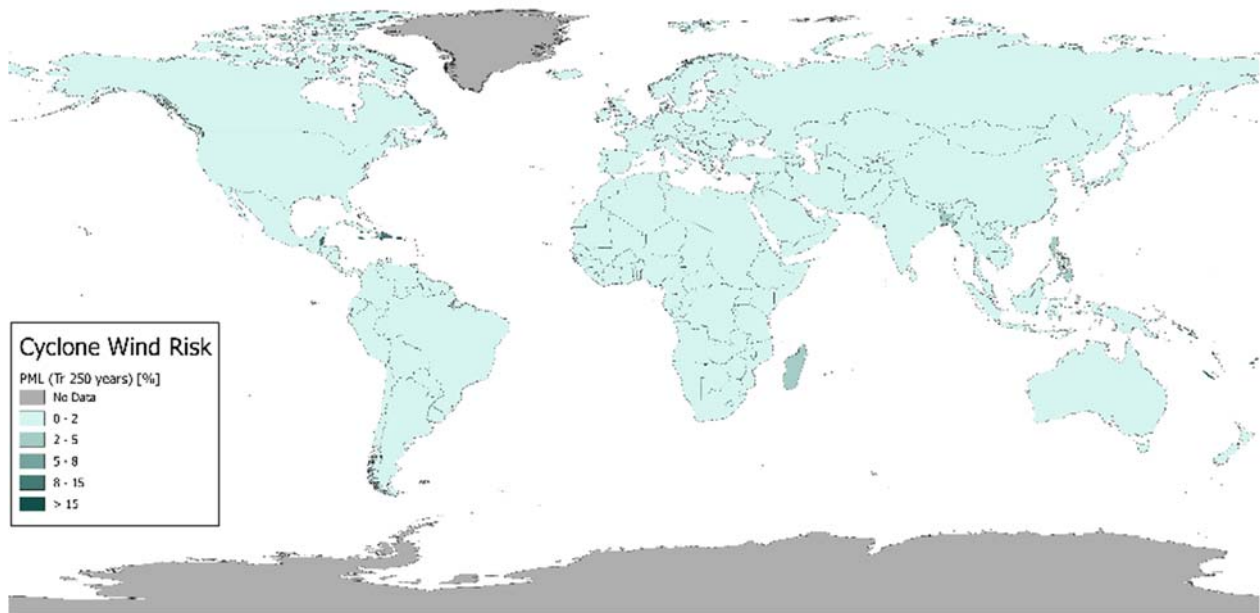 Cyclone Wind Risk
PML (Tr 250 years) [%]
No Data
0 - 2
2 - 5
5 - 8
8 - 15
> 15